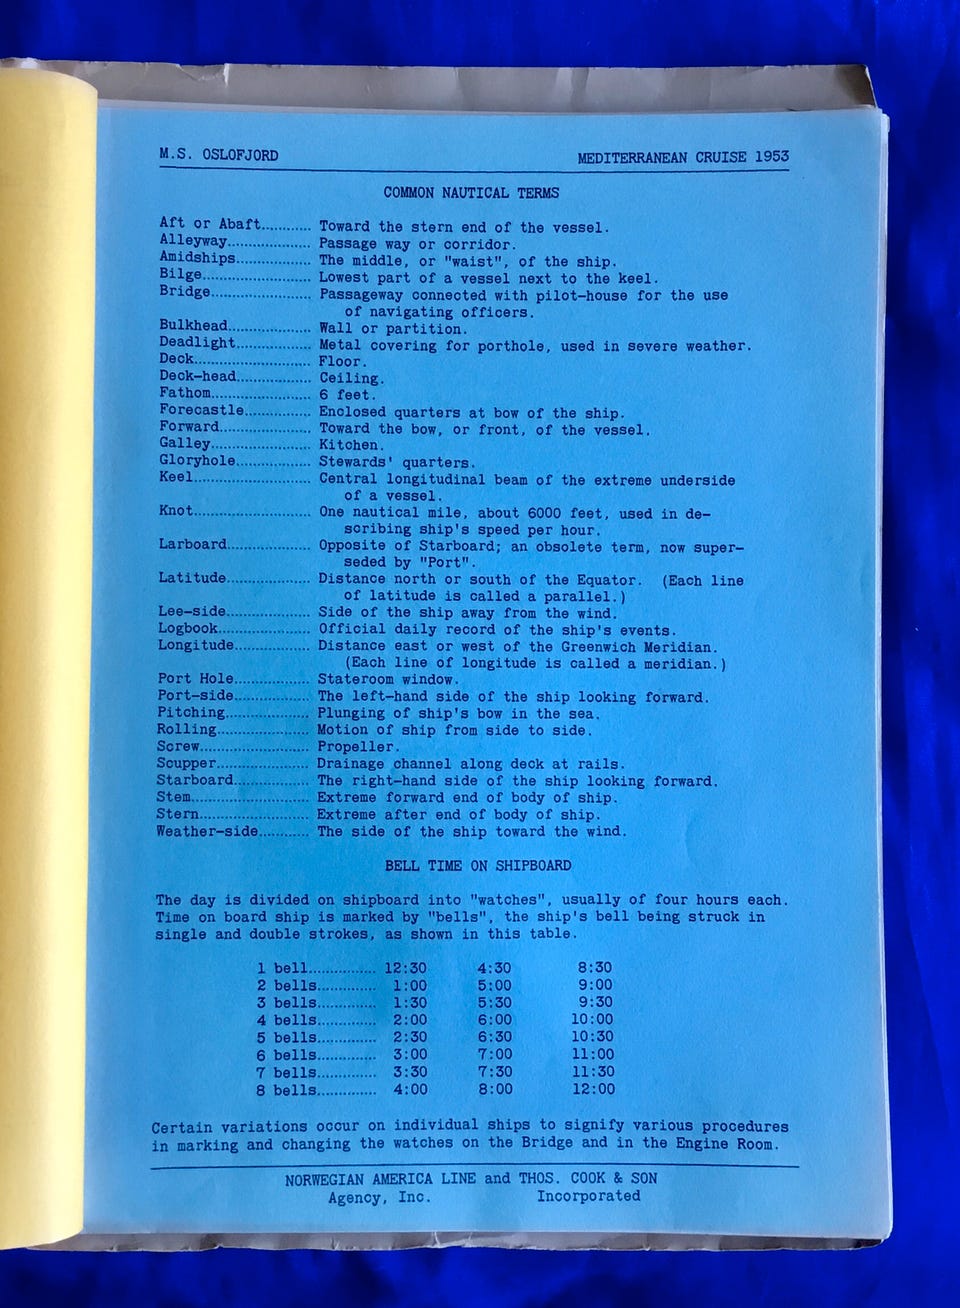 M.S. OSLOFJORD MEDITERRANEAN CRUISE 1953
COMMON NAUTICAL TERMS
Aft or Abaft............ Toward the stern end of the vessel.
Alleyway.................... Passage way or corridor.
Amidships.................. The middle, or "waist", of the ship.
Bilge.......................... Lowest part of a vessel next to the keel.
Bridge........................ Passageway connected with pilot-house for the use
of navigating officers.
Bulkhead.................... Wall or partition.
Deadlight.................. Metal covering for porthole, used in severe weather.
Deck............................ Floor.
Deck-head.................. Ceiling.
Fathom........................ 6 feet.
Forecastle................ Enclosed quarters at bow of the ship.
Forward...................... Toward the bow, or front, of the vessel.
Galley........................ Kitchen.
Gloryhole.................. Stewards' quarters.
Keel............................ Central longitudinal beam of the extreme underside
of a vessel.
Knot............................ One nautical mile, about 6000 feet, used in de-
scribing ship's speed per hour.
Larboard.................... Opposite of Starboard; an obsolete term, now super-
seded by "Port".
Latitude.................... Distance north or south of the Equator. (Each line
of latitude is called a parallel.)
Lee-side.................... Side of the ship away from the wind.
Logbook...................... Official daily record of the ship's events.
Longitude.................. Distance east or west of the Greenwich Meridian.
(Each line of longitude is called a meridian.)
Port Hole.................. Stateroom window.
Port-side.................. The left-hand side of the ship looking forward.
Pitching.................... Plunging of ship's bow in the sea.
Rolling...................... Motion of ship from side to side.
Screw.......................... Propeller.
Scupper...................... Drainage channel along deck at rails.
Starboard.................. The right-hand side of the ship looking forward.
Stem............................ Extreme forward end of body of ship.
Stern.......................... Extreme after end of body of ship.
Weather-side............ The side of the ship toward the wind.
BELL TIME ON SHIPBOARD
The day is divided on shipboard into "watches", usually of four hours each.
Time on board ship is marked by "bells", the ship's bell being struck in
single and double strokes, as shown in this table.
1 bell................ 12:30 4:30 8:30
2 bells.............. 1:00 5:00 9:00
3 bells.............. 1:30 5:30 9:30
4 bells.............. 2:00 6:00 10:00
5 bells.............. 2:30 6:30 10:30
6 bells.............. 3:00 7:00 11:00
7 bells.............. 3:30 7:30 11:30
8 bells.............. 4:00 8:00 12:00
Certain variations occur on individual ships to signify various procedures
in marking and changing the watches on the Bridge and in the Engine Room.
NORWEGIAN AMERICA LINE and THOS. COOK & SON
Agency, Inc. Incorporated